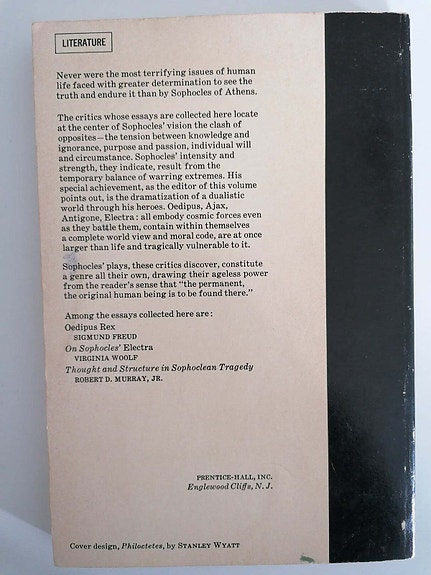 LITERATURE
Never were the most terrifying issues of human
life faced with greater determination to see the
truth and endure it than by Sophocles of Athens.
The critics whose essays are collected here locate
at the center of Sophocles' vision the clash of
opposites—the tension between knowledge and
ignorance, purpose and passion, individual will
and circumstance. Sophocles' intensity and
strength, they indicate, result from the
temporary balance of warring extremes. His
special achievement, as the editor of this volume
points out, is the dramatization of a dualistic
world through his heroes. Oedipus, Ajax,
Antigone, Electra: all embody cosmic forces even
as they battle them, contain within themselves
a complete world view and moral code, are at once
larger than life and tragically vulnerable to it.
Sophocles' plays, these critics discover, constitute
a genre all their own, drawing their ageless power
from the reader's sense that "the permanent,
the original human being is to be found there."
Among the essays collected here are:
Oedipus Rex
SIGMUND FREUD
On Sophocles' Electra
VIRGINIA WOOLF
Thought and Structure in Sophoclean Tragedy
ROBERT D. MURRAY, JR.
PRENTICE-HALL, INC.
Englewood Cliffs, N. J.
Cover design, Philoctetes, by STANLEY WYATT